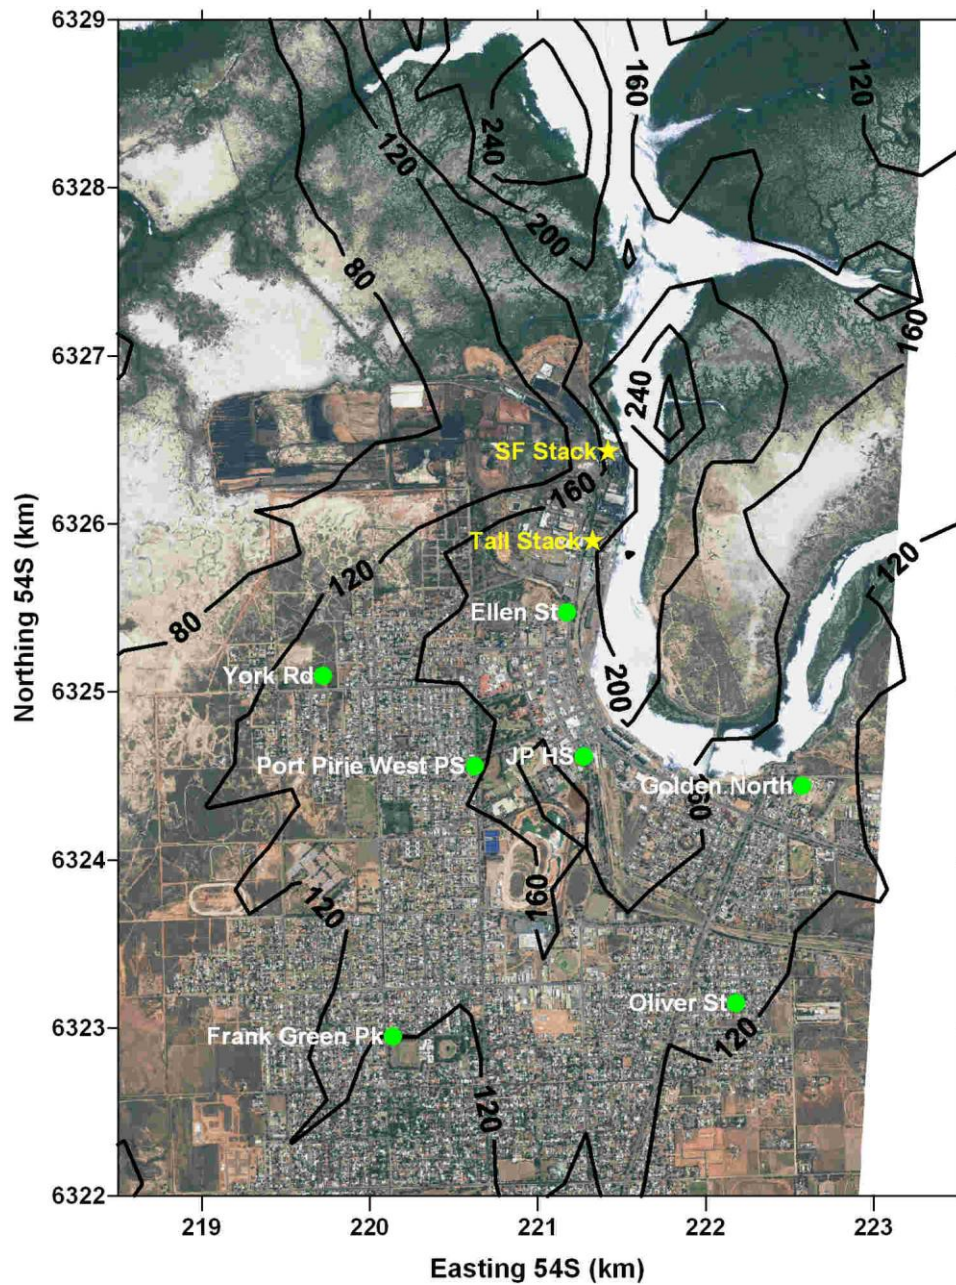 6329
160
120
240
120
6328
200
80
6327
160
240
SF Stack
160
Tall Stack
6326
120
120
80
Ellen St
York Rd
6325
200
JP HS
Port Pirie West PS
160
Golden North
6324
120
160
Oliver St
6323
Frank Green Pk
120
120
6322
219
220
221
222
223
Northing 54S (km)
Easting 54S (km)